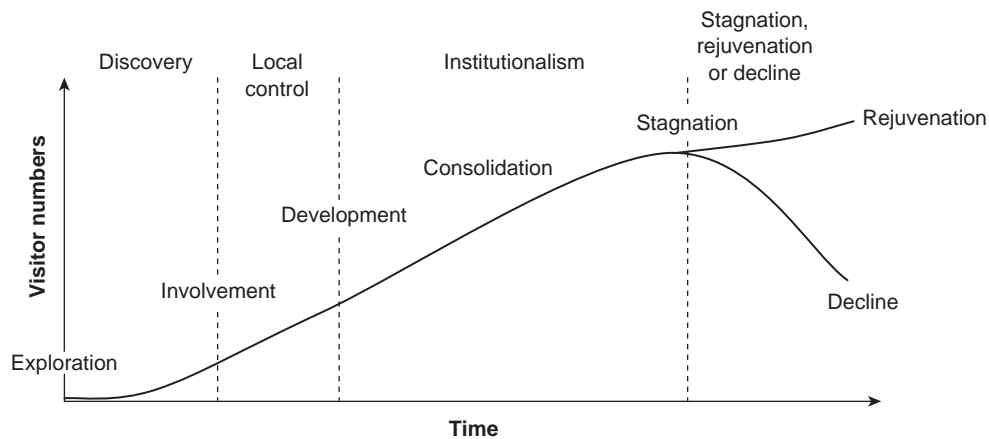 Stagnation,
rejuvenation
or decline
Discovery
Local
control
Institutionalism
Stagnation
Rejuvenation
Consolidation
Development
Involvement
Decline
Exploration
Visitor numbers
Time